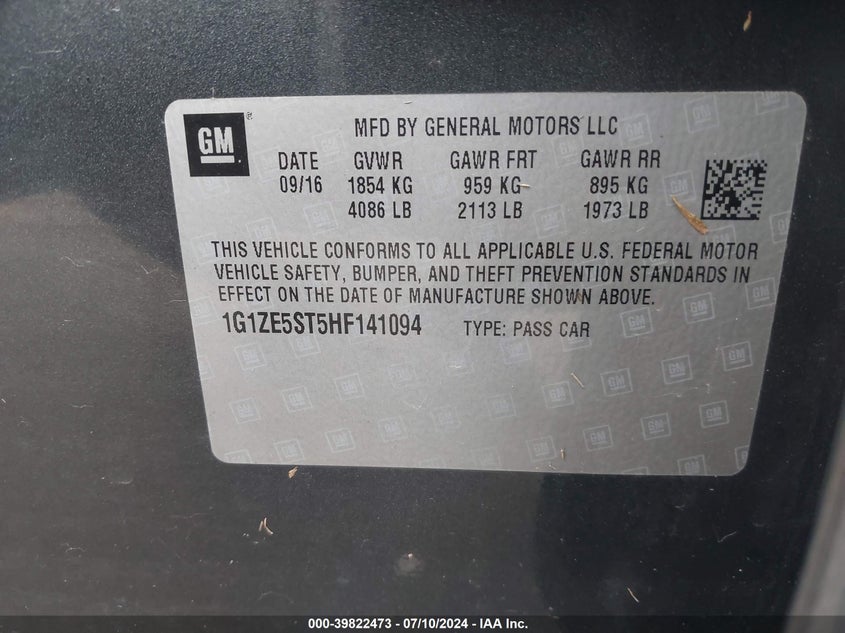 GM
MFD BY GENERAL MOTORS LLC
DATE GVWR GAWR FRT GAWR RR
09/16 1854 KG 959 KG 895 KG
4086 LB 2113 LB 1973 LB
THIS VEHICLE CONFORMS TO ALL APPLICABLE U.S. FEDERAL MOTOR
VEHICLE SAFETY, BUMPER, AND THEFT PREVENTION STANDARDS IN
EFFECT ON THE DATE OF MANUFACTURE SHOWN ABOVE.
1G1ZE5ST5HF141094 TYPE: PASS CAR
000-39822473 - 07/10/2024 - IAA Inc.